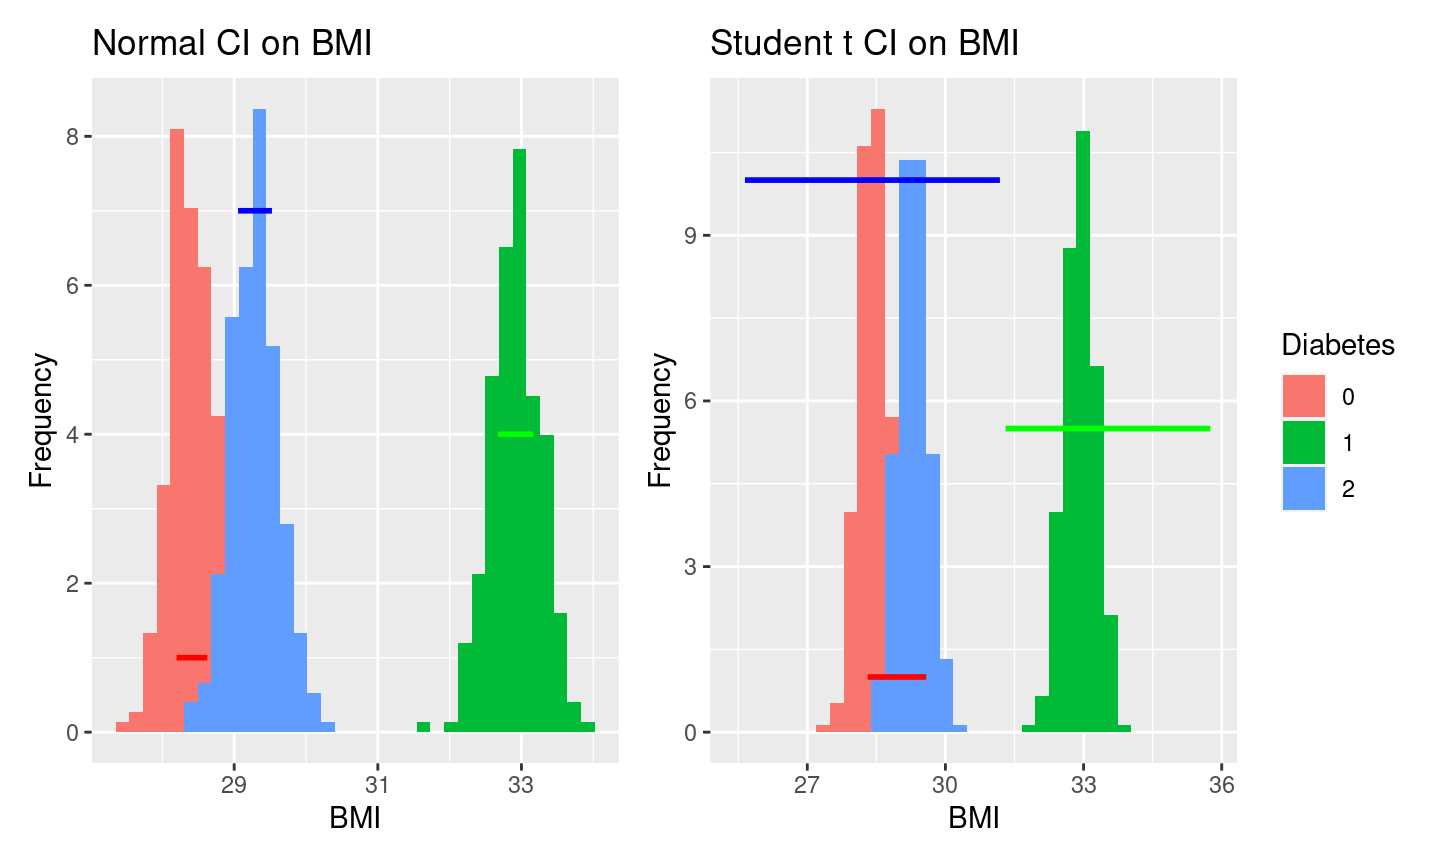 Normal CI on BMI
Frequency
8
6
4
2
0
29 31 33
BMI
Student t CI on BMI
Frequency
9
6
3
0
27 30 33 36
BMI
Diabetes
0
1
2